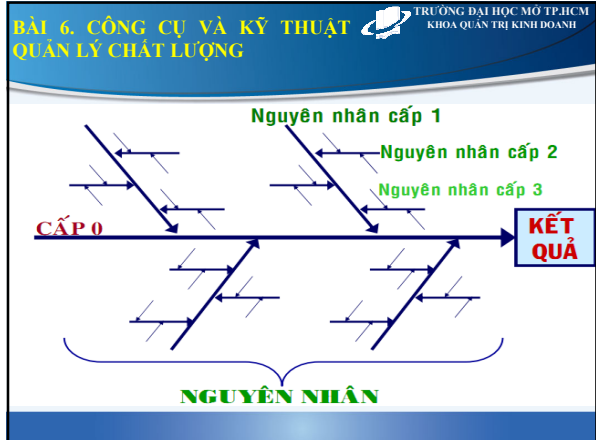 BÀI 6. CÔNG CỤ VÀ KỸ THUẬT
QUẢN LÝ CHẤT LƯỢNG
TRƯỜNG ĐẠI HỌC MỞ TP.HCM
KHOA QUẢN TRỊ KINH DOANH
Nguyên nhân cấp 1
Nguyên nhân cấp 2
Nguyên nhân cấp 3
CẤP 0
KẾT
QUẢ
NGUYÊN NHÂN